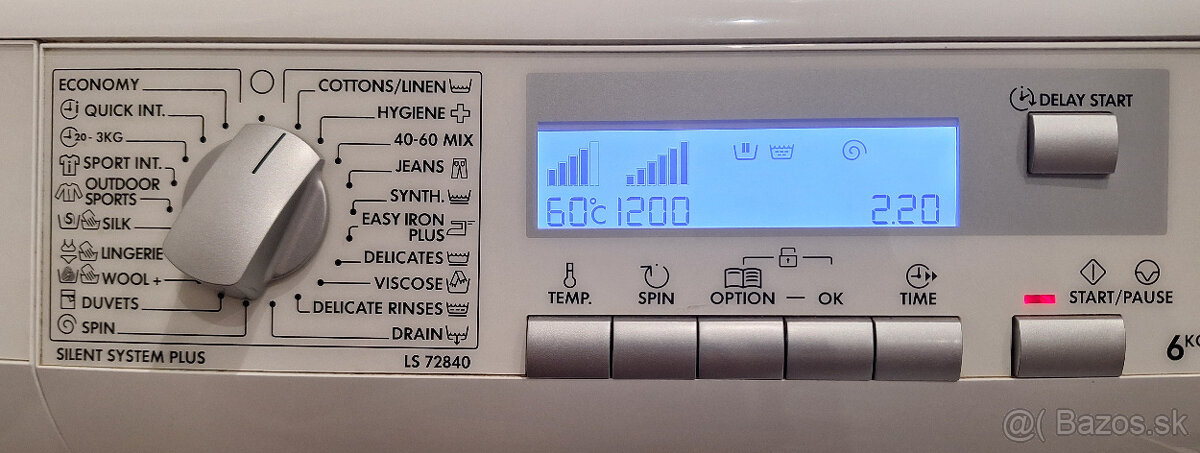 ECONOMY
QUICK INT.
20 - 3KG
SPORT INT.
OUTDOOR
SPORTS
S/ SILK
LINGERIE
/ WOOL +
DUVETS
SPIN
COTTONS/LINEN
HYGIENE
40-60 MIX
JEANS
SYNTH.
EASY IRON
PLUS
DELICATES
VISCOSE
DELICATE RINSES
DRAIN
SILENT SYSTEM PLUS
LS 72840
60°C 1200
2.20
DELAY START
TEMP.
SPIN
OPTION — OK
TIME
START/PAUSE
6KG
@( Bazos.sk